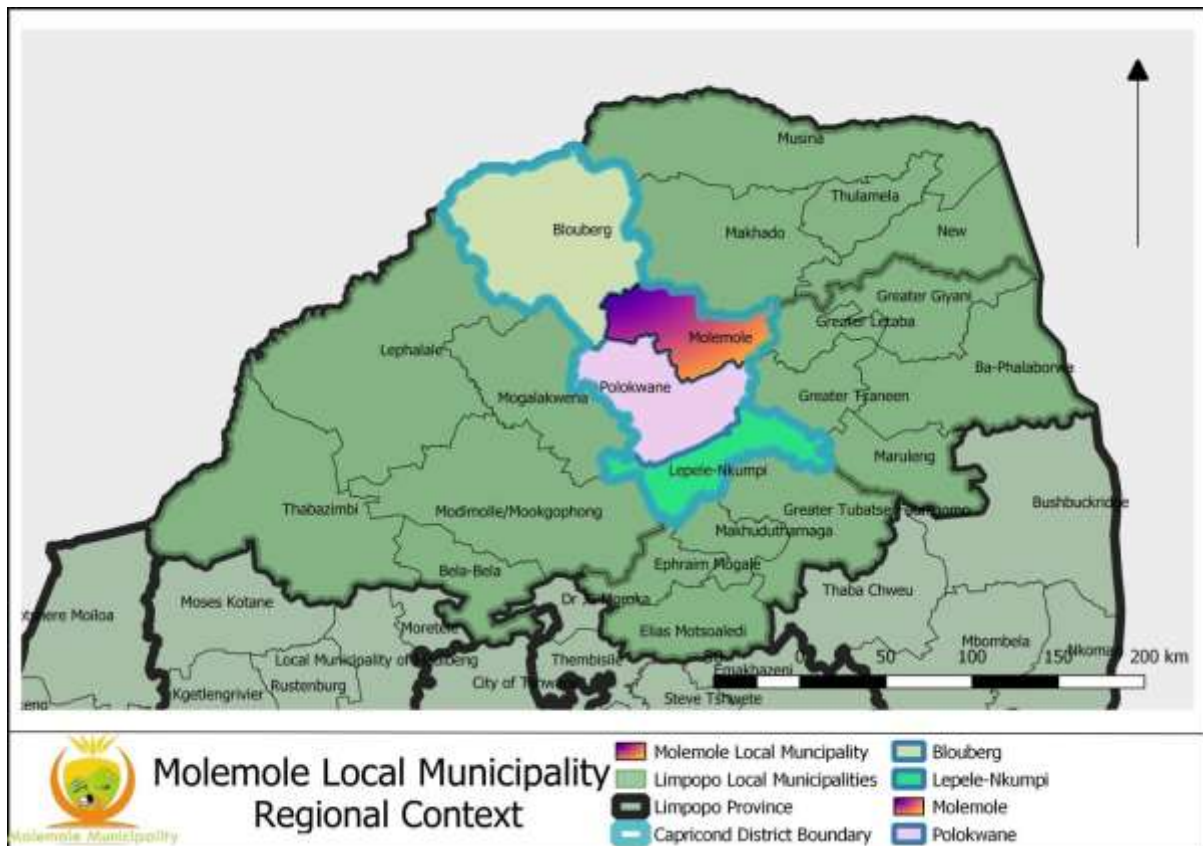 Musina
Thulamela
Blouberg
Makhado
New
Greater Giyani
Greater Letaba
Molemole
Lephalale
Ba-Phalaborwa
Polokwane
Mogalakwena
Greater Tzaneen
Maruleng
Lepele-Nkumpi
Bushbuckridge
Thabazimbi
Modimolle/Mookgophong
Greater Tubatse
Makhuduthamaga
Ephraim Mogale
Bela-Bela
Thaba Chweu
Moses Kotane
Dr
Moiloa
Moretele
Elias Motsoaledi
Mbombela
Local Municipality of
Thembisile
0 50 100 150 200 km
Emakhazeni
Kgetlengrivier
Rustenburg
City of
Steve Tshwete
Molemole Local Municipality
Regional Context
Molemole Municipality
Molemole Local Muncipality
Limpopo Local Municipalities
Limpopo Province
Capricond District Boundary
Blouberg
Lepele-Nkumpi
Molemole
Polokwane